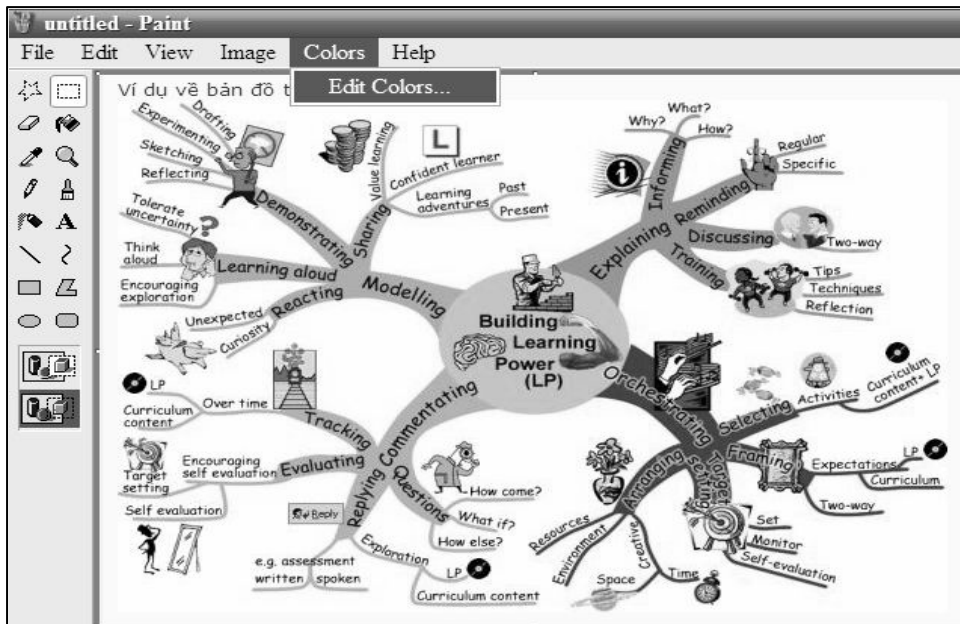 untitled - Paint
File Edit View Image Colors Help
Edit Colors...
Ví dụ về bản đồ t
Building
Learning
Power
(LP)
Modelling
Demonstrating
Drafting
Experimenting
Sketching
Reflecting
Sharing
Value learning
L
Confident learner
Learning
adventures
Past
Present
Learning aloud
Tolerate
uncertainty
?
Think
aloud
Encouraging
exploration
Reacting
Unexpected
Curiosity
Explaining
Informing
i
Why?
What?
How?
Reminding
Regular
Specific
Discussing
Two-way
Training
Tips
Techniques
Reflection
Orchestrating
Selecting
Activities
Curriculum
content+ LP
Framing
Expectations
LP
Curriculum
Two-way
Target
setting
Set
Monitor
Self-evaluation
Arranging
Resources
Environment
Creative
Space
Time
Commentating
Tracking
Over time
LP
Curriculum
content
Evaluating
Encouraging
self evaluation
Target
setting
Self evaluation
Replying
Reply
e.g. assessment
written
spoken
Questions
How come?
What if?
How else?
Exploration
LP
Curriculum content
A